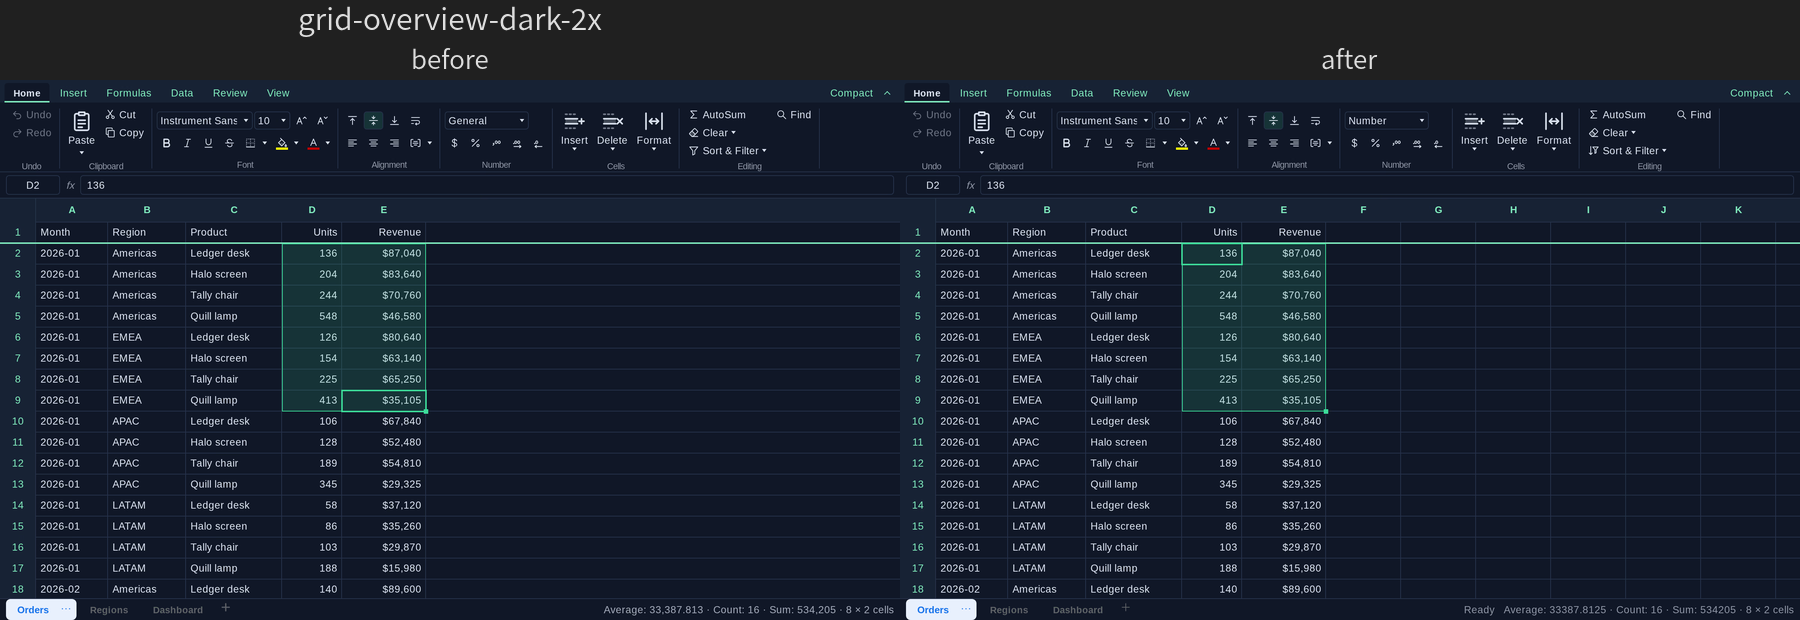 grid-overview-dark-2x
before
after
Home Insert Formulas Data Review View Compact
Undo Redo Paste Cut Copy Instrument Sans 10 A A B I U S A General $ % Insert Delete Format AutoSum Clear Sort & Filter Find
Undo Clipboard Font Alignment Number Cells Editing
D2 fx 136
A B C D E
1 Month Region Product Units Revenue
2 2026-01 Americas Ledger desk 136 $87,040
3 2026-01 Americas Halo screen 204 $83,640
4 2026-01 Americas Tally chair 244 $70,760
5 2026-01 Americas Quill lamp 548 $46,580
6 2026-01 EMEA Ledger desk 126 $80,640
7 2026-01 EMEA Halo screen 154 $63,140
8 2026-01 EMEA Tally chair 225 $65,250
9 2026-01 EMEA Quill lamp 413 $35,105
10 2026-01 APAC Ledger desk 106 $67,840
11 2026-01 APAC Halo screen 128 $52,480
12 2026-01 APAC Tally chair 189 $54,810
13 2026-01 APAC Quill lamp 345 $29,325
14 2026-01 LATAM Ledger desk 58 $37,120
15 2026-01 LATAM Halo screen 86 $35,260
16 2026-01 LATAM Tally chair 103 $29,870
17 2026-01 LATAM Quill lamp 188 $15,980
18 2026-02 Americas Ledger desk 140 $89,600
Orders ... Regions Dashboard + Average: 33,387.813 · Count: 16 · Sum: 534,205 · 8 × 2 cells
Home Insert Formulas Data Review View Compact
Undo Redo Paste Cut Copy Instrument Sans 10 A A B I U S A Number $ % Insert Delete Format AutoSum Clear Sort & Filter Find
Undo Clipboard Font Alignment Number Cells Editing
D2 fx 136
A B C D E F G H I J K
1 Month Region Product Units Revenue
2 2026-01 Americas Ledger desk 136 $87,040
3 2026-01 Americas Halo screen 204 $83,640
4 2026-01 Americas Tally chair 244 $70,760
5 2026-01 Americas Quill lamp 548 $46,580
6 2026-01 EMEA Ledger desk 126 $80,640
7 2026-01 EMEA Halo screen 154 $63,140
8 2026-01 EMEA Tally chair 225 $65,250
9 2026-01 EMEA Quill lamp 413 $35,105
10 2026-01 APAC Ledger desk 106 $67,840
11 2026-01 APAC Halo screen 128 $52,480
12 2026-01 APAC Tally chair 189 $54,810
13 2026-01 APAC Quill lamp 345 $29,325
14 2026-01 LATAM Ledger desk 58 $37,120
15 2026-01 LATAM Halo screen 86 $35,260
16 2026-01 LATAM Tally chair 103 $29,870
17 2026-01 LATAM Quill lamp 188 $15,980
18 2026-02 Americas Ledger desk 140 $89,600
Orders ... Regions Dashboard + Ready Average: 33387.8125 · Count: 16 · Sum: 534205 · 8 × 2 cells